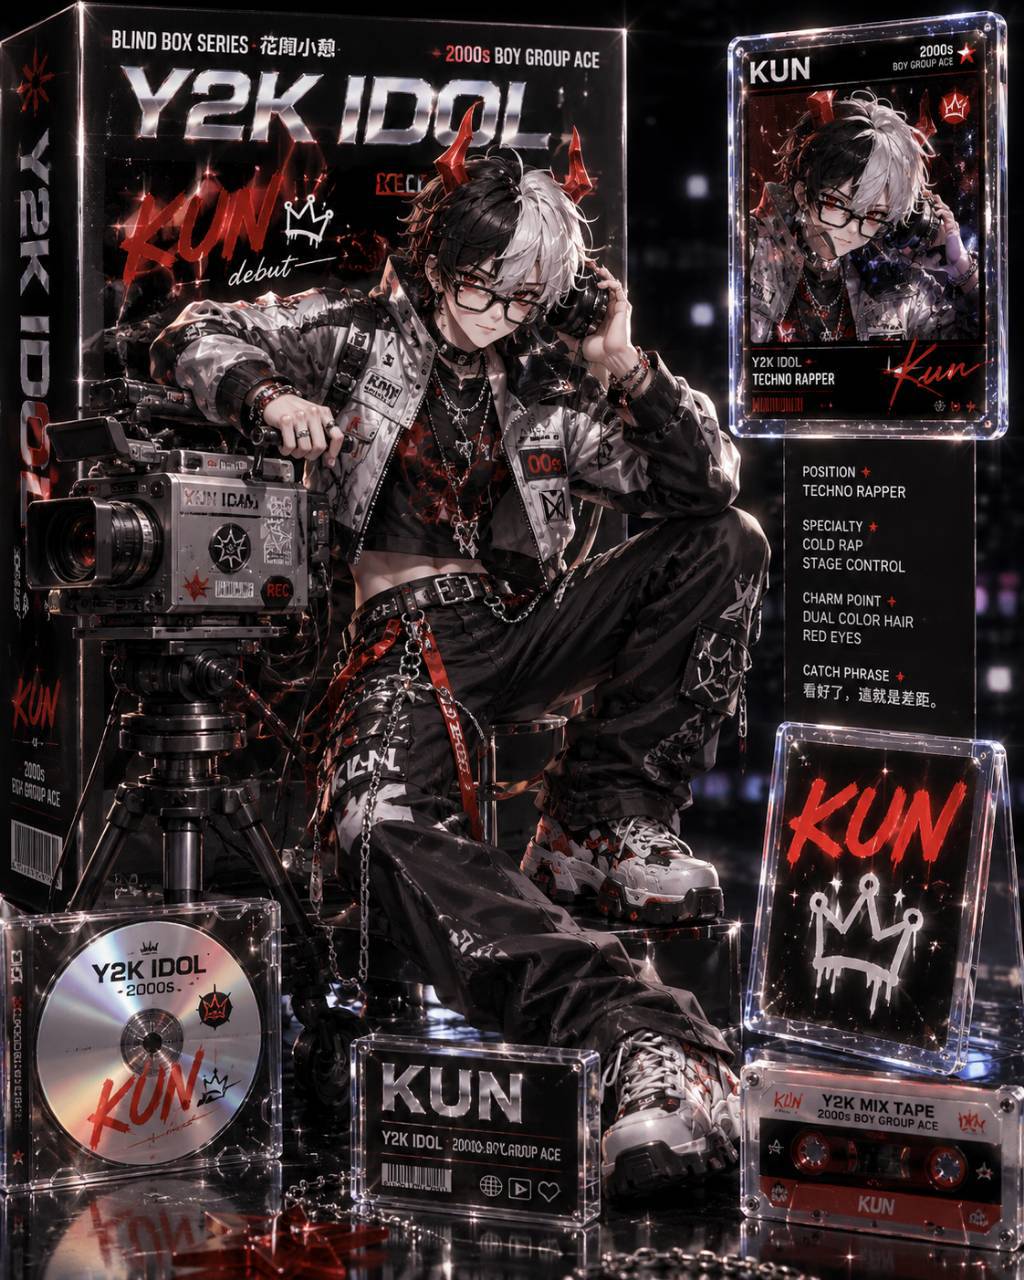 BLIND BOX SERIES · 花間小憩
2000s BOY GROUP ACE
Y2K IDOL
KUN
debut
Y2K IDOL
KUN
2000s
GROUP ACE
KUN
2000s
BOY GROUP ACE
Y2K IDOL
TECHNO RAPPER
Kun
POSITION
TECHNO RAPPER
SPECIALTY
COLD RAP
STAGE CONTROL
CHARM POINT
DUAL COLOR HAIR
RED EYES
CATCH PHRASE
看好了，這就是差距。
00s
REC
KUN
Y2K IDOL
-2000s-
KUN
KUN
Y2K IDOL
ACE
KUN
Y2K MIX TAPE
2000s BOY GROUP ACE
KUN